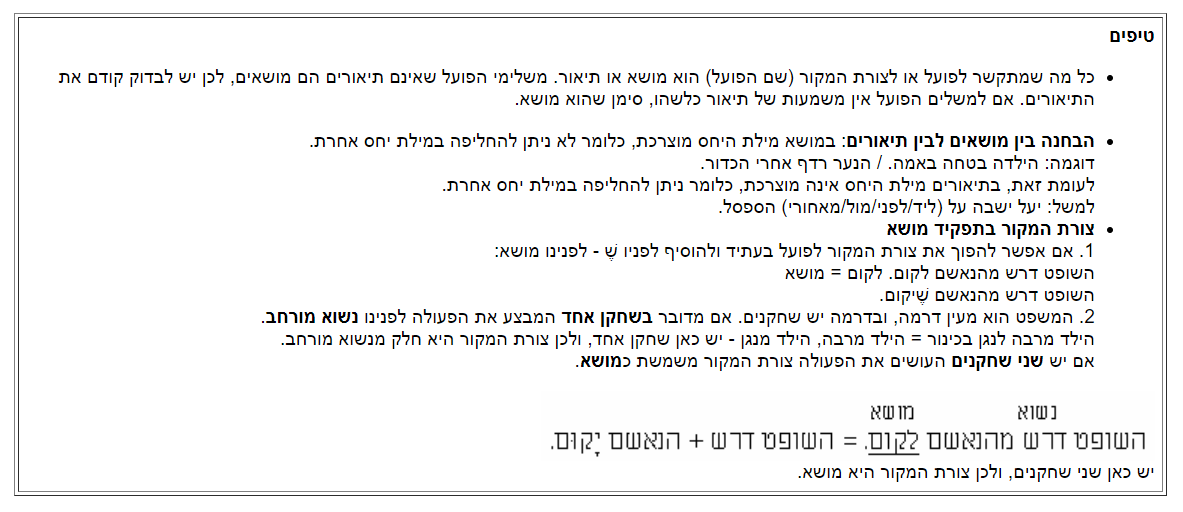 טיפים
• כל מה שמתקשר לפועל או לצורת המקור (שם הפועל) הוא מושא או תיאור. משלימי הפועל שאינם תיאורים הם מושאים, לכן יש לבדוק קודם את
התיאורים. אם למשלים הפועל אין משמעות של תיאור כלשהו, סימן שהוא מושא.
• הבחנה בין מושאים לבין תיאורים: במושא מילת היחס מוצרכת, כלומר לא ניתן להחליפה במילת יחס אחרת.
דוגמה: הילדה בטחה באמה. / הנער רדף אחרי הכדור.
לעומת זאת, בתיאורים מילת היחס אינה מוצרכת, כלומר ניתן להחליפה במילת יחס אחרת.
למשל: יעל ישבה על (ליד/לפני/מול/מאחורי) הספסל.
• צורת המקור בתפקיד מושא
1. אם אפשר להפוך את צורת המקור לפועל בעתיד ולהוסיף לפניו שֶׁ - לפנינו מושא:
השופט דרש מהנאשם לקום. לקום = מושא
השופט דרש מהנאשם שֶׁיקום.
2. המשפט הוא מעין דרמה, ובדרמה יש שחקנים. אם מדובר בשחקן אחד המבצע את הפעולה לפנינו נשוא מורחב.
הילד מרבה לנגן בכינור = הילד מרבה, הילד מנגן - יש כאן שחקן אחד, ולכן צורת המקור היא חלק מנשוא מורחב.
אם יש שני שחקנים העושים את הפעולה צורת המקור משמשת כמושא.
נשוא מושא
השופט דרש מהנאשם לקום. = השופט דרש + הנאשם יָקוּם.
יש כאן שני שחקנים, ולכן צורת המקור היא מושא.